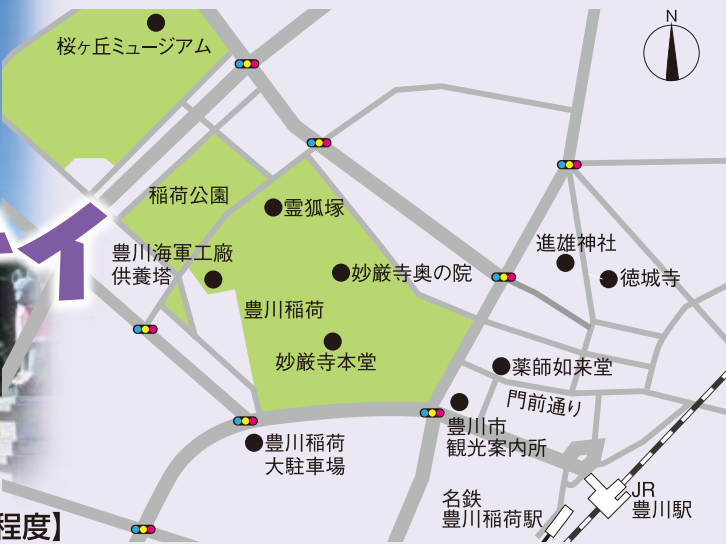 N
桜ヶ丘ミュージアム
稲荷公園
霊狐塚
豊川海軍工廠
供養塔
妙厳寺奥の院
進雄神社
徳城寺
豊川稲荷
妙厳寺本堂
薬師如来堂
門前通り
豊川市
観光案内所
豊川稲荷
大駐車場
名鉄
豊川稲荷駅
JR
豊川駅
イ
程度】